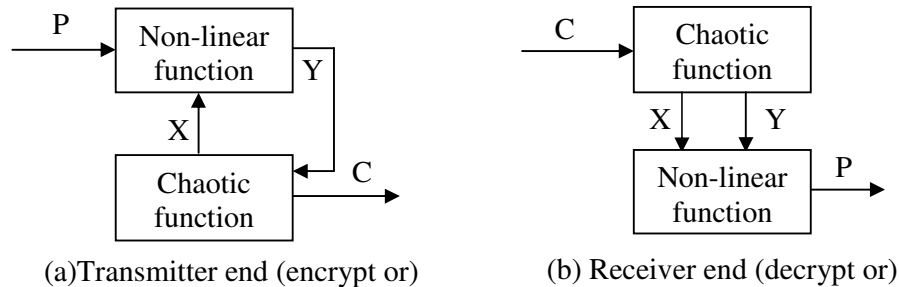 P
Non-linear
function
Y
X
Chaotic
function
C
(a)Transmitter end (encrypt or)
C
Chaotic
function
X
Y
Non-linear
function
P
(b) Receiver end (decrypt or)